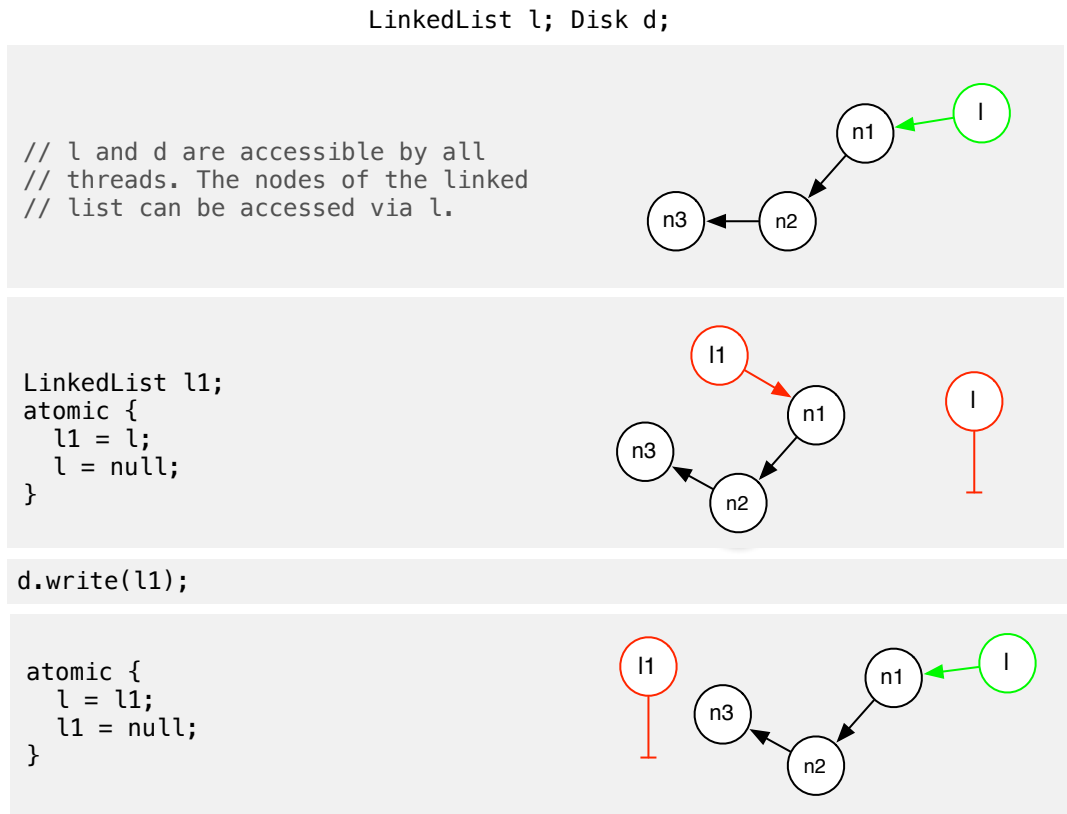 LinkedList l; Disk d;
// l and d are accessible by all
// threads. The nodes of the linked
// list can be accessed via l.
l
n1
n3
n2
LinkedList l1;
atomic {
  l1 = l;
  l = null;
}
l1
l
n1
n3
n2
d.write(l1);
atomic {
  l = l1;
  l1 = null;
}
l1
l
n1
n3
n2